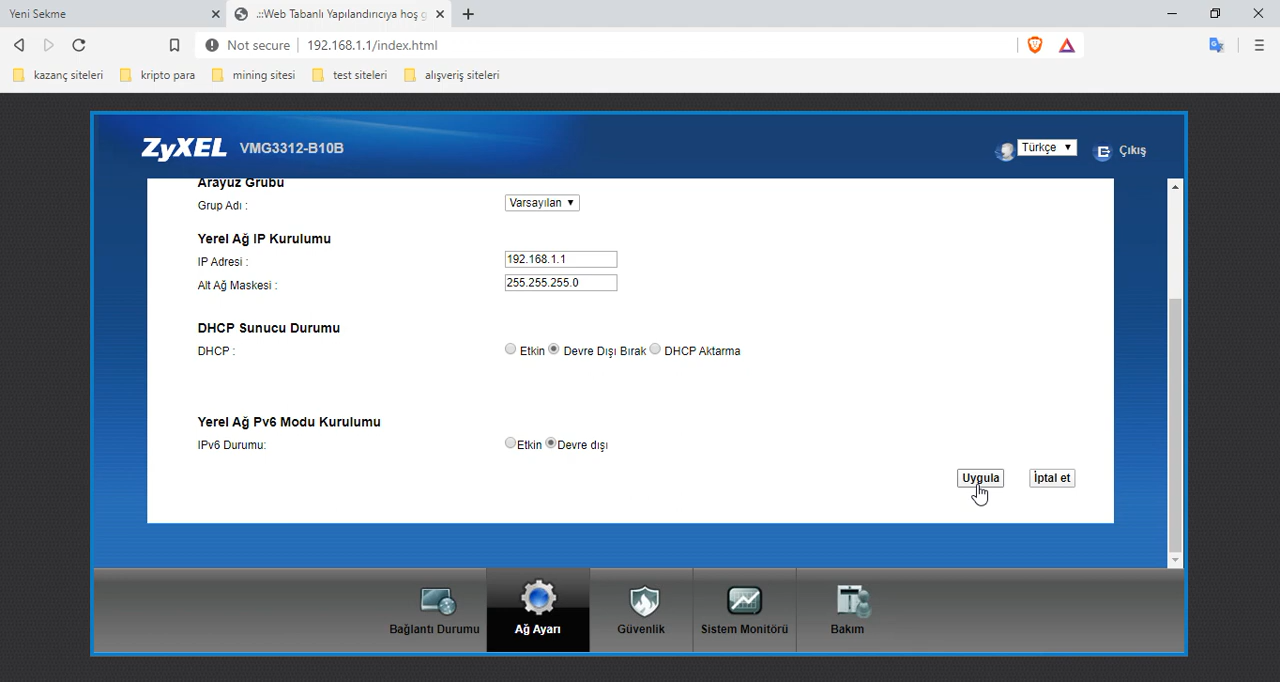 Yeni Sekme
.::Web Tabanlı Yapılandırıcıya hoş g
Not secure
192.168.1.1/index.html
kazanç siteleri
kripto para
mining sitesi
test siteleri
alışveriş siteleri
ZyXEL
VMG3312-B10B
Türkçe
Çıkış
Arayüz Grubu
Grup Adı :
Varsayılan
Yerel Ağ IP Kurulumu
IP Adresi :
192.168.1.1
Alt Ağ Maskesi :
255.255.255.0
DHCP Sunucu Durumu
DHCP :
Etkin
Devre Dışı Bırak
DHCP Aktarma
Yerel Ağ Pv6 Modu Kurulumu
IPv6 Durumu:
Etkin
Devre dışı
Uygula
İptal et
Bağlantı Durumu
Ağ Ayarı
Güvenlik
Sistem Monitörü
Bakım